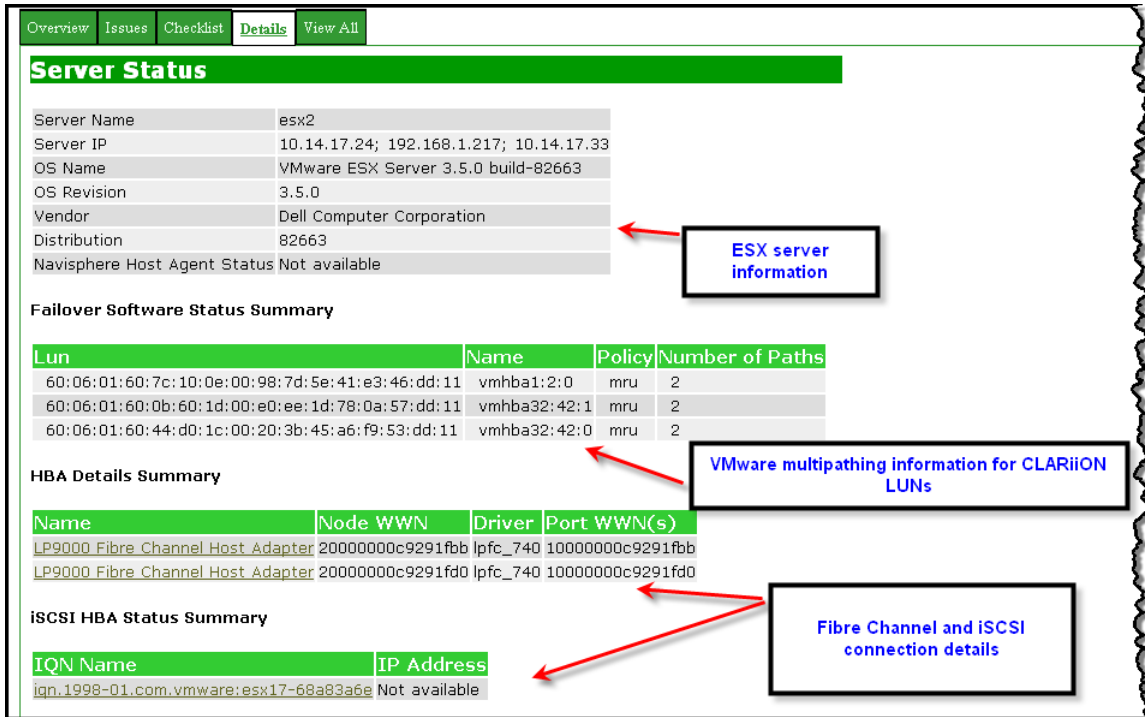 Overview Issues Checklist Details View All
Server Status
Server Name esx2
Server IP 10.14.17.24; 192.168.1.217; 10.14.17.33
OS Name VMware ESX Server 3.5.0 build-82663
OS Revision 3.5.0
Vendor Dell Computer Corporation
Distribution 82663
Navisphere Host Agent Status Not available
ESX server
information
Failover Software Status Summary
Lun Name Policy Number of Paths
60:06:01:60:7c:10:0e:00:98:7d:5e:41:e3:46:dd:11 vmhba1:2:0 mru 2
60:06:01:60:0b:60:1d:00:e0:ee:1d:78:0a:57:dd:11 vmhba32:42:1 mru 2
60:06:01:60:44:d0:1c:00:20:3b:45:a6:f9:53:dd:11 vmhba32:42:0 mru 2
VMware multipathing information for CLARiiON
LUNs
HBA Details Summary
Name Node WWN Driver Port WWN(s)
LP9000 Fibre Channel Host Adapter 20000000c9291fbb lpfc_740 10000000c9291fbb
LP9000 Fibre Channel Host Adapter 20000000c9291fd0 lpfc_740 10000000c9291fd0
Fibre Channel and iSCSI
connection details
iSCSI HBA Status Summary
IQN Name IP Address
iqn.1998-01.com.vmware:esx17-68a83a6e Not available